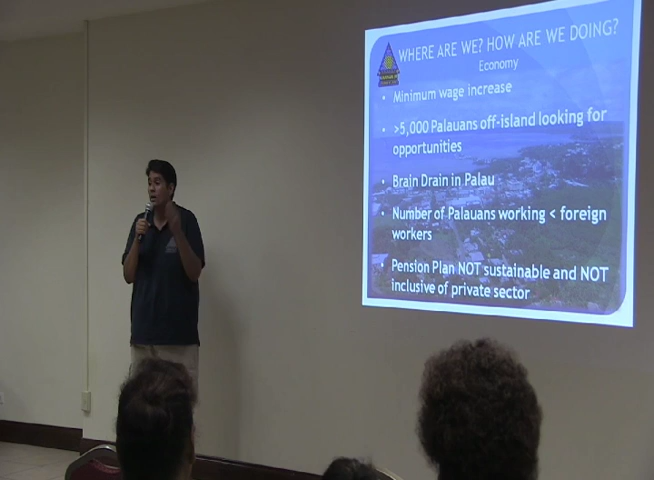 WHERE ARE WE? HOW ARE WE DOING?
Economy
• Minimum wage increase
• >5,000 Palauans off-island looking for
opportunities
• Brain Drain in Palau
• Number of Palauans working < foreign
workers
• Pension Plan NOT sustainable and NOT
inclusive of private sector